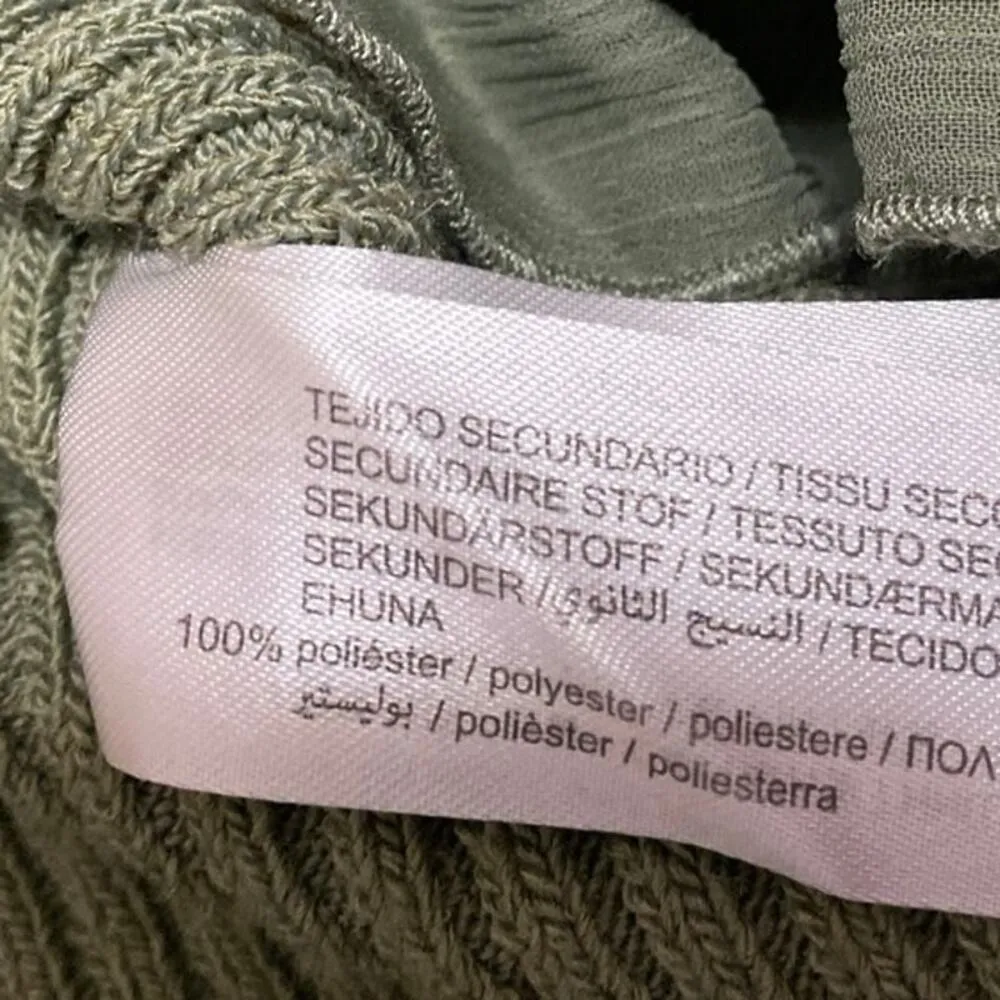 TEJIDO SECUNDARIO / TISSU SEC
SECUNDAIRE STOF / TESSUTO SE
SEKUNDÄRSTOFF / SEKUNDÆRMA
SEKUNDER / النسيج الثانوي / TECIDO
EHUNA
100% poliéster / polyester / poliestere / ΠΟΛ
بوليستير / polièster / poliesterra